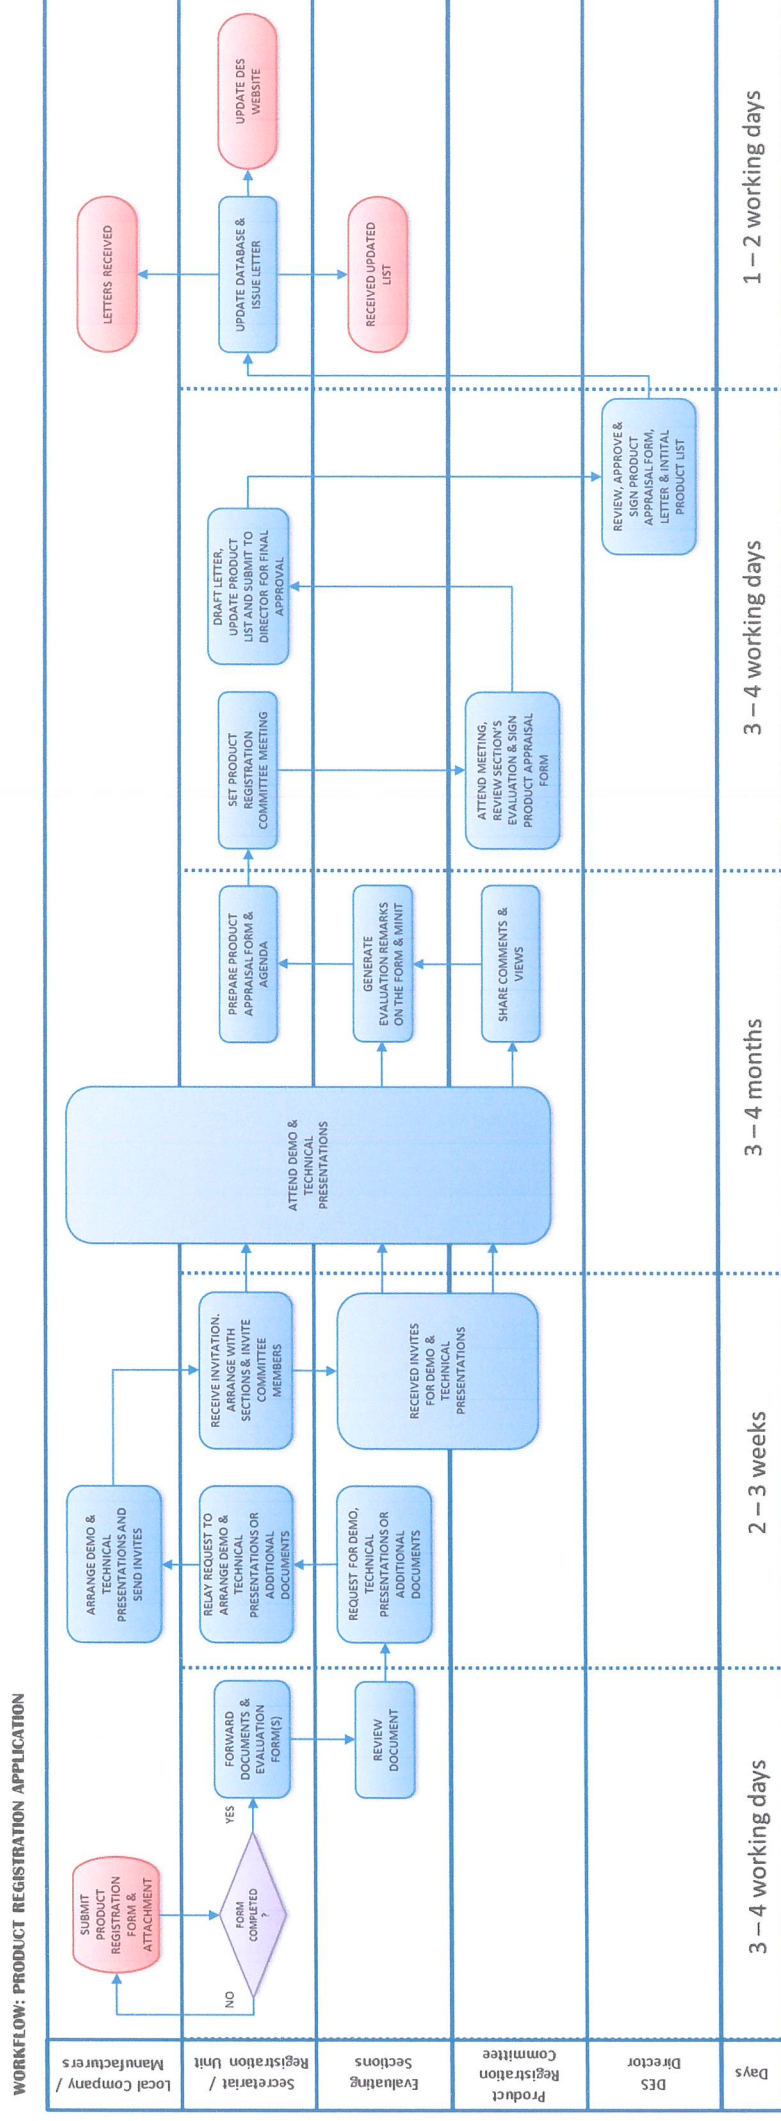 WORKFLOW: PRODUCT REGISTRATION APPLICATION
Local Company /
Manufacturers
SUBMIT
PRODUCT
REGISTRATION
FORM &
ATTACHMENT
ARRANGE DEMO &
TECHNICAL
PRESENTATIONS AND
SEND INVITES
LETTERS RECEIVED
Secretariat /
Registration Unit
NO
FORM
COMPLETED
?
YES
FORWARD
DOCUMENTS &
EVALUATION
FORM(S)
RELAY REQUEST TO
ARRANGE DEMO &
TECHNICAL
PRESENTATIONS OR
ADDITIONAL
DOCUMENTS
RECEIVE INVITATION.
ARRANGE WITH
SECTIONS & INVITE
COMMITTEE
MEMBERS
ATTEND DEMO &
TECHNICAL
PRESENTATIONS
PREPARE PRODUCT
APPRAISAL FORM &
AGENDA
SET PRODUCT
REGISTRATION
COMMITTEE MEETING
DRAFT LETTER,
UPDATE PRODUCT
LIST AND SUBMIT TO
DIRECTOR FOR FINAL
APPROVAL
UPDATE DATABASE &
ISSUE LETTER
UPDATE DES
WEBSITE
Evaluating
Sections
REVIEW
DOCUMENT
REQUEST FOR DEMO,
TECHNICAL
PRESENTATIONS OR
ADDITIONAL
DOCUMENTS
RECEIVED INVITES
FOR DEMO &
TECHNICAL
PRESENTATIONS
GENERATE
EVALUATION REMARKS
ON THE FORM & MINIT
RECEIVED UPDATED
LIST
Product
Registration
Committee
SHARE COMMENTS &
VIEWS
ATTEND MEETING,
REVIEW SECTION'S
EVALUATION & SIGN
PRODUCT APPRAISAL
FORM
DES
Director
REVIEW, APPROVE &
SIGN PRODUCT
APPRAISAL FORM,
LETTER & INTITAL
PRODUCT LIST
Days
3 – 4 working days
2 – 3 weeks
3 – 4 months
3 – 4 working days
1 – 2 working days